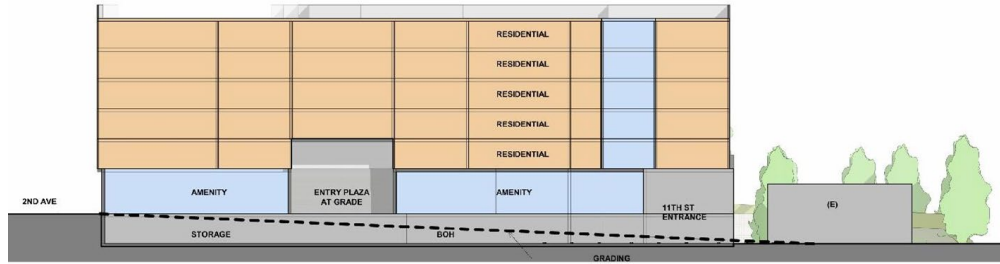 RESIDENTIAL
RESIDENTIAL
RESIDENTIAL
RESIDENTIAL
RESIDENTIAL
AMENITY
ENTRY PLAZA
AT GRADE
AMENITY
2ND AVE
11TH ST
ENTRANCE
(E)
STORAGE
BOH
GRADING